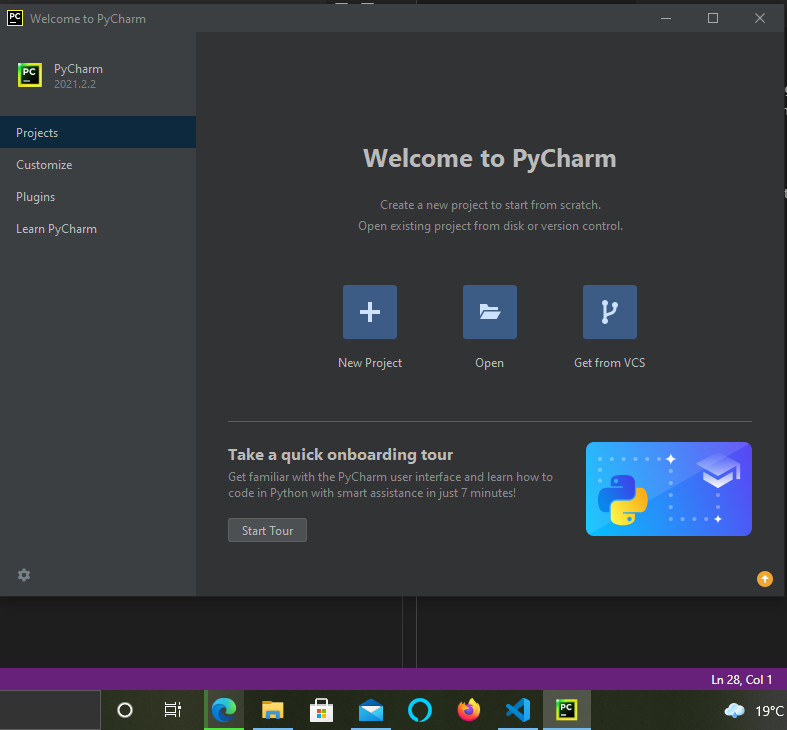 PC Welcome to PyCharm
PC PyCharm
2021.2.2
Projects
Customize
Plugins
Learn PyCharm
Welcome to PyCharm
Create a new project to start from scratch.
Open existing project from disk or version control.
New Project
Open
Get from VCS
Take a quick onboarding tour
Get familiar with the PyCharm user interface and learn how to
code in Python with smart assistance in just 7 minutes!
Start Tour
Ln 28, Col 1
PC
19°C